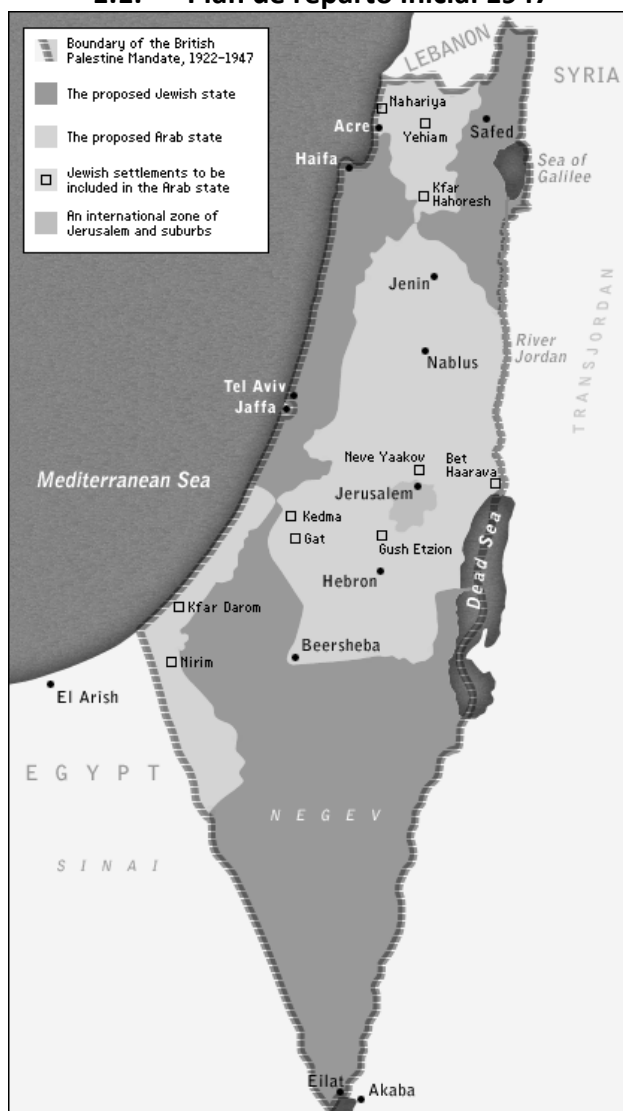 2.1. Plan de reparto inicial 1947
Boundary of the British
Palestine Mandate, 1922-1947
The proposed Jewish state
The proposed Arab state
Jewish settlements to be
included in the Arab state
An international zone of
Jerusalem and suburbs
LEBANON
SYRIA
Nahariya
Acre
Yehiam
Safed
Haifa
Sea of
Galilee
Kfar
Hahoresh
Jenin
TRANSJORDAN
River
Jordan
Nablus
Tel Aviv
Jaffa
Mediterranean Sea
Neve Yaakov
Bet
Haarava
Jerusalem
Kedma
Gat
Gush Etzion
Dead Sea
Hebron
Kfar Darom
Beersheba
Nirim
El Arish
EGYPT
NEGEV
SINAI
Eilat
Akaba